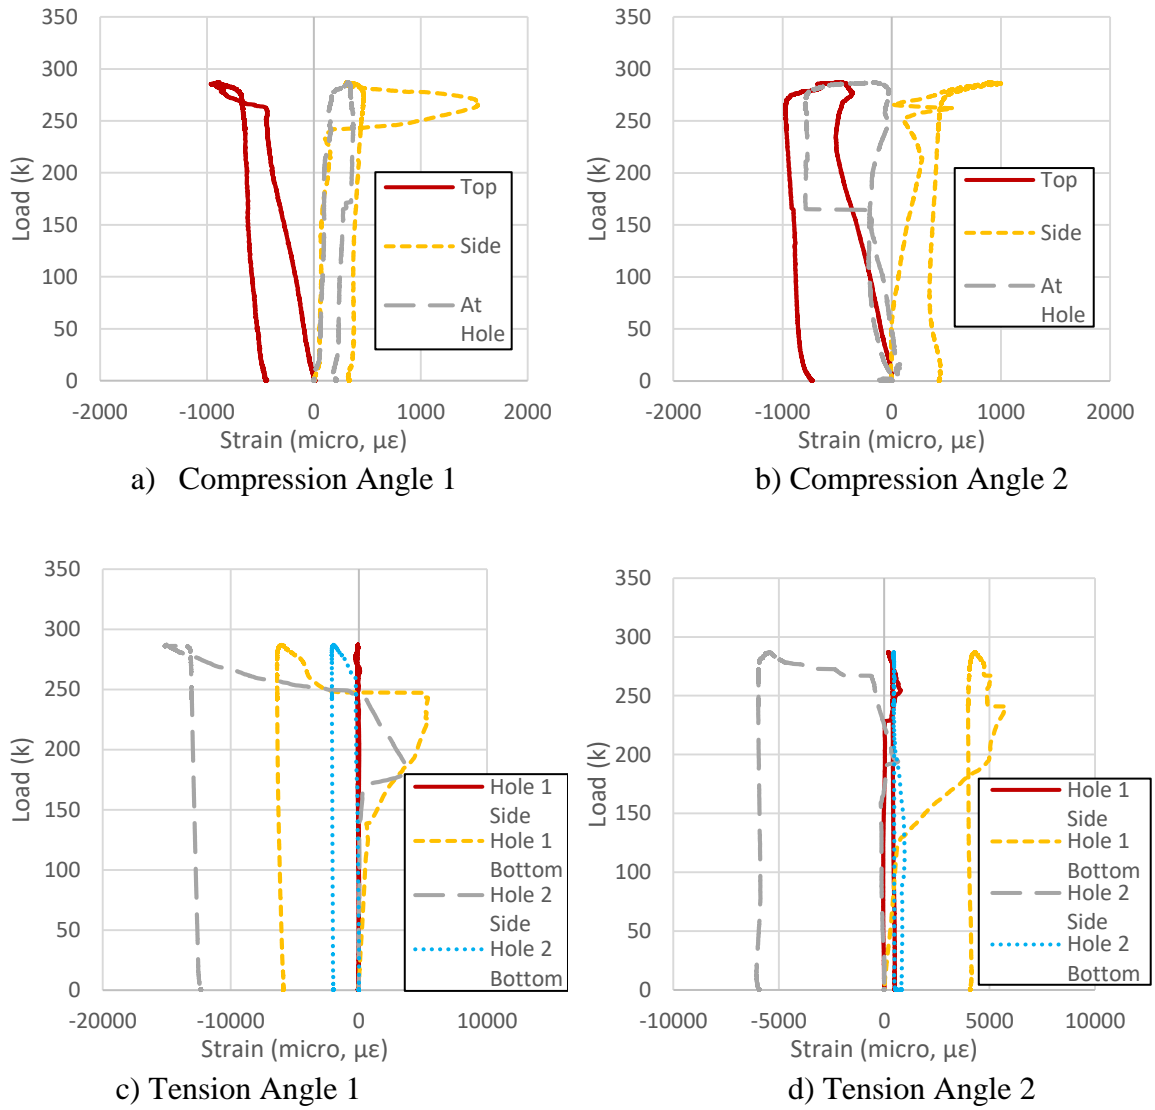 350
300
250
200
150
100
50
0
Load (k)
-2000
-1000
0
1000
2000
Strain (micro, με)
Top
Side
At
Hole
a) Compression Angle 1
350
300
250
200
150
100
50
0
Load (k)
-2000
-1000
0
1000
2000
Strain (micro, με)
Top
Side
At
Hole
b) Compression Angle 2
350
300
250
200
150
100
50
0
Load (k)
-20000
-10000
0
10000
Strain (micro, με)
Hole 1
Side
Hole 1
Bottom
Hole 2
Side
Hole 2
Bottom
c) Tension Angle 1
350
300
250
200
150
100
50
0
Load (k)
-10000
-5000
0
5000
10000
Strain (micro, με)
Hole 1
Side
Hole 1
Bottom
Hole 2
Side
Hole 2
Bottom
d) Tension Angle 2